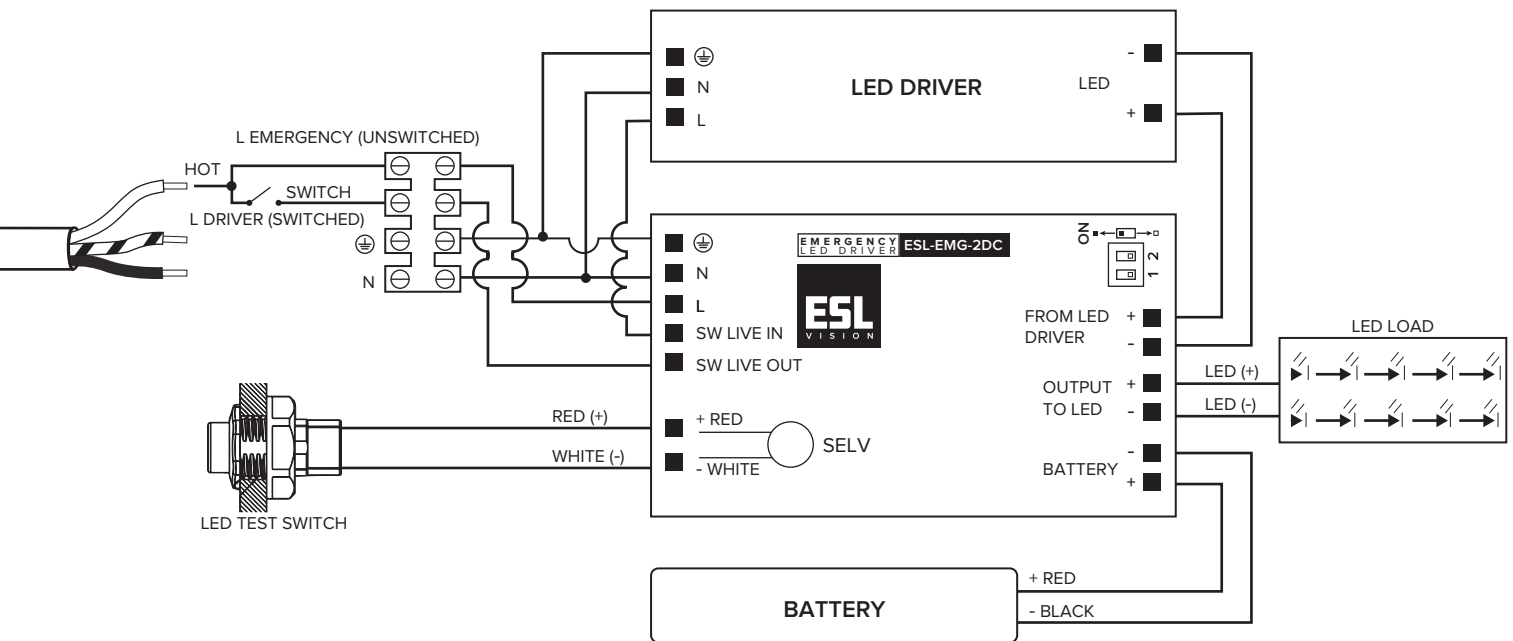 L EMERGENCY (UNSWITCHED)
HOT
SWITCH
L DRIVER (SWITCHED)
N
N
L
LED DRIVER
-
LED
+
N
L
SW LIVE IN
SW LIVE OUT
EMERGENCY
LED DRIVER
ESL-EMG-2DC
ESL
VISION
ON
1 2
FROM LED
DRIVER
+
-
OUTPUT
TO LED
+
-
BATTERY
-
+
LED (+)
LED (-)
LED LOAD
RED (+)
WHITE (-)
+ RED
- WHITE
SELV
LED TEST SWITCH
BATTERY
+ RED
- BLACK